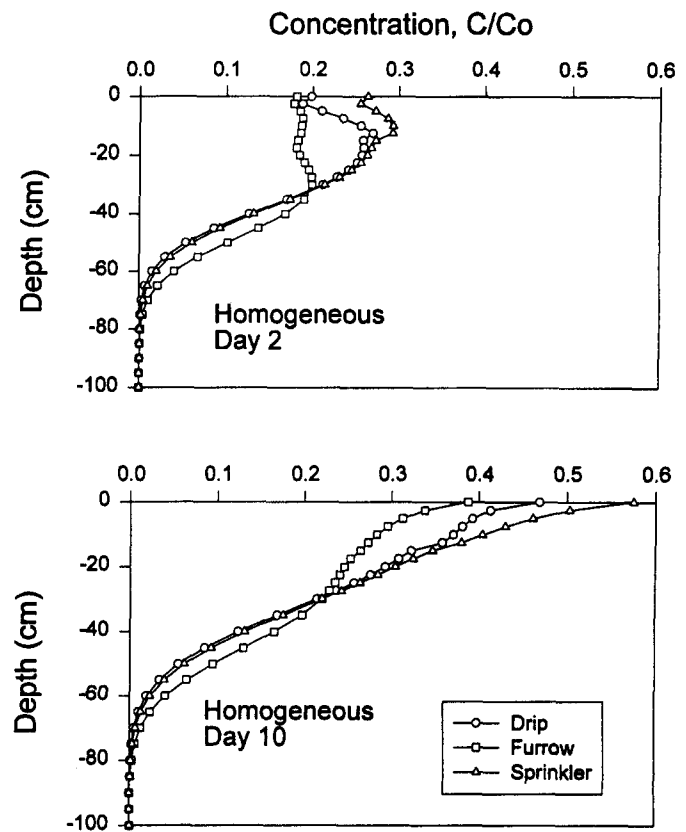 Concentration, C/Co
0.0 0.1 0.2 0.3 0.4 0.5 0.6
0
-20
-40
-60
-80
-100
Depth (cm)
Homogeneous
Day 2
0.0 0.1 0.2 0.3 0.4 0.5 0.6
0
-20
-40
-60
-80
-100
Depth (cm)
Homogeneous
Day 10
Drip
Furrow
Sprinkler